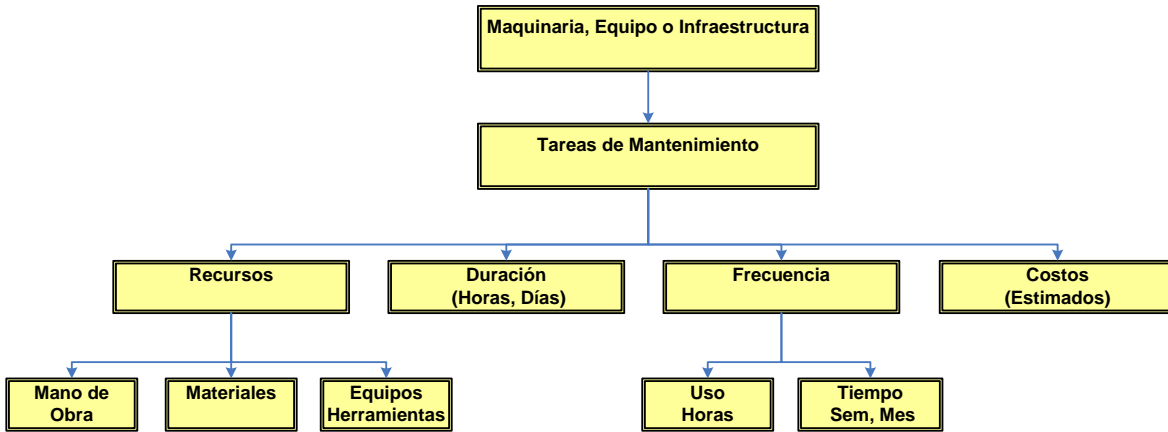 Maquinaria, Equipo o Infraestructura
Tareas de Mantenimiento
Recursos
Duración
(Horas, Días)
Frecuencia
Costos
(Estimados)
Mano de
Obra
Materiales
Equipos
Herramientas
Uso
Horas
Tiempo
Sem, Mes